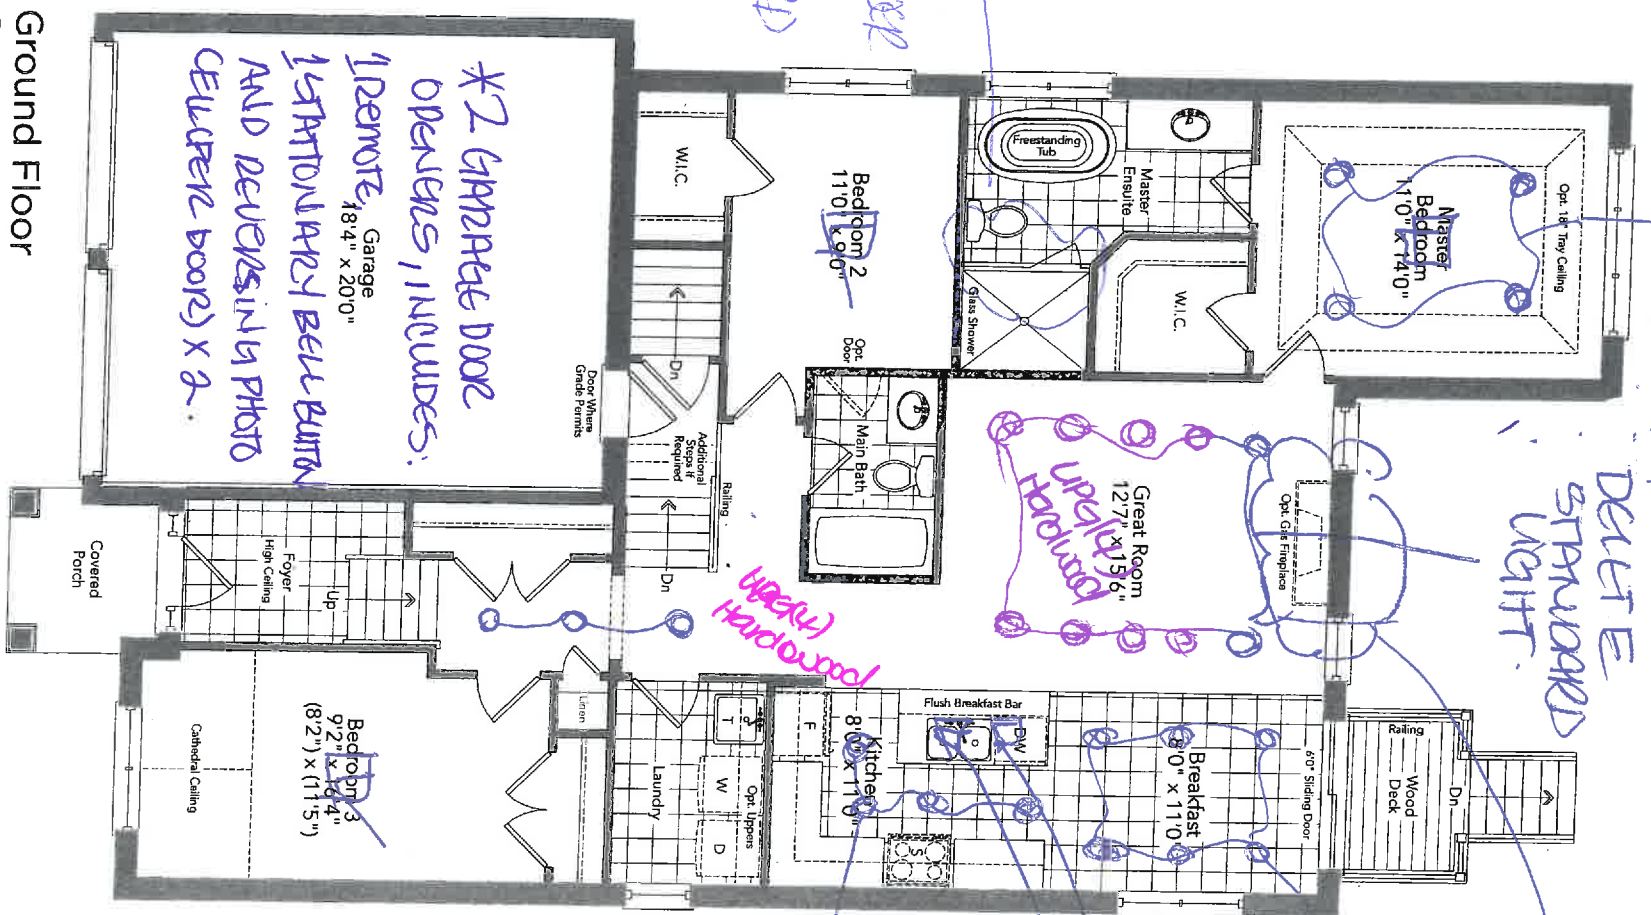 Ground Floor
*2 GARAGE DOOR
OPENERS, INCLUDES:
1 REMOTE,
1 STATIONARY BELL BUTTON
AND REVERSING PHOTO
CELL (PER DOOR) x 2.
Garage
18'4" x 20'0"
Door Where
Grade Permits
W.I.C.
Bedroom 2
11'0" x 9'0"
Opt.
Door
Dn
Additional
Steps If
Required
Railing
Dn
Main Bath
Freestanding
Tub
Master
Ensuite
Glass Shower
W.I.C.
Master
Bedroom
11'0" x 14'0"
Opt. 18" Tray Ceiling
Great Room
12'7" x 15'6"
UPG(4)
Hardwood
Opt. Gas Fireplace
DELETE
STANDARD
LIGHT.
UPG(4)
Hardwood
Covered
Porch
Foyer
High Ceiling
Up
Linen
Bedroom 3
9'2" x 16'4"
(8'2") x (11'5")
Cathedral Ceiling
Laundry
T
W
D
Opt. Uppers
F
Kitchen
8'0" x 11'0"
Flush Breakfast Bar
DW
S
Breakfast
8'0" x 11'0"
6'0" Sliding Door
Railing
Wood
Deck
Dn